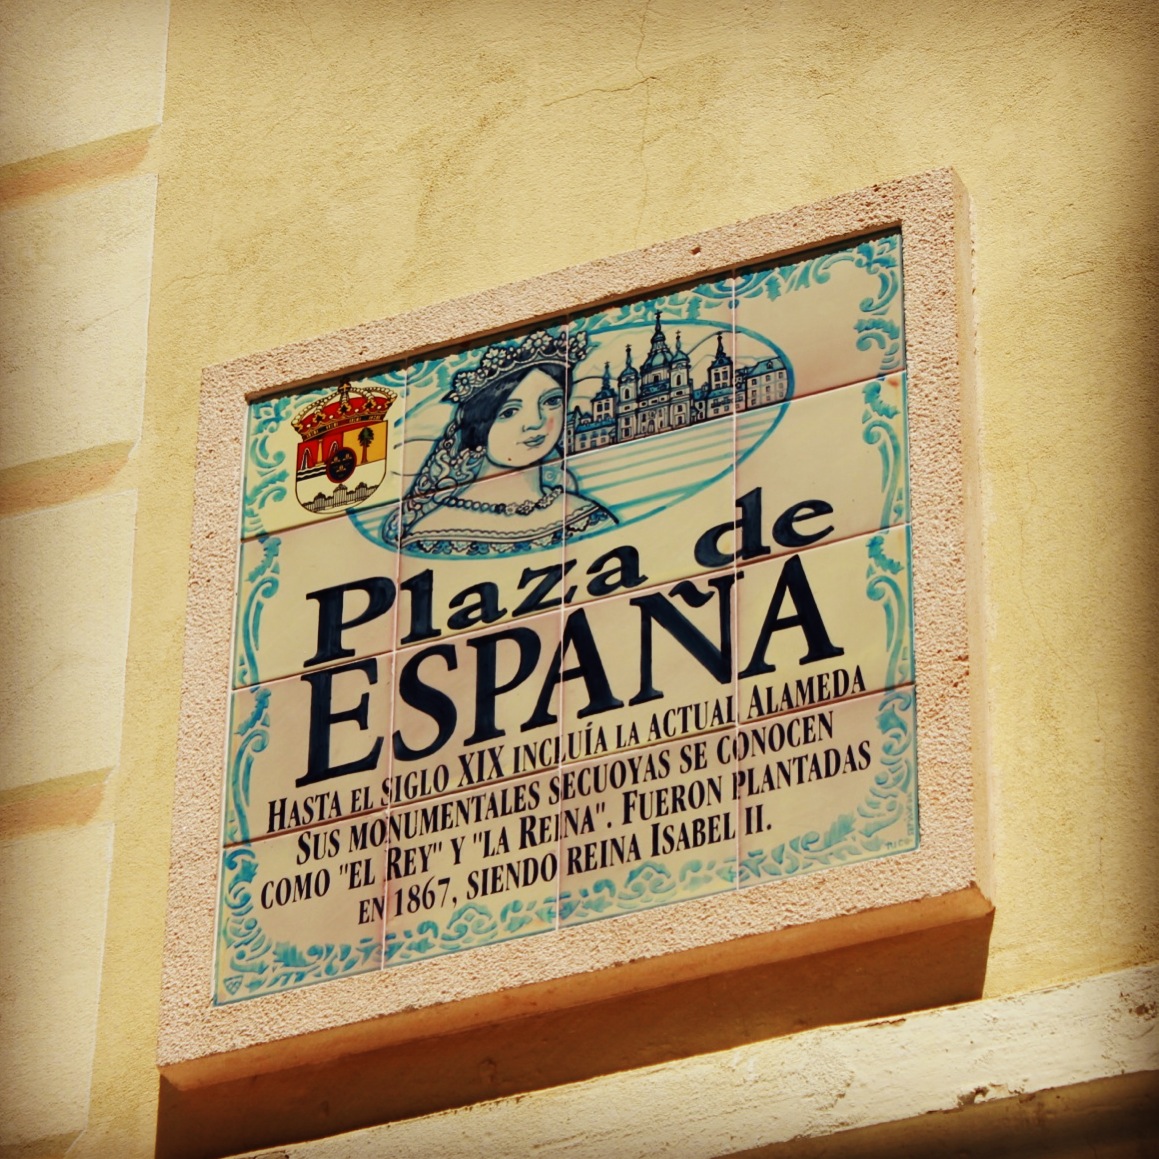 Plaza de
ESPAÑA
HASTA EL SIGLO XIX INCLUÍA LA ACTUAL ALAMEDA
SUS MONUMENTALES SECUOYAS SE CONOCEN
COMO "EL REY" Y "LA REINA". FUERON PLANTADAS
EN 1867, SIENDO REINA ISABEL II.